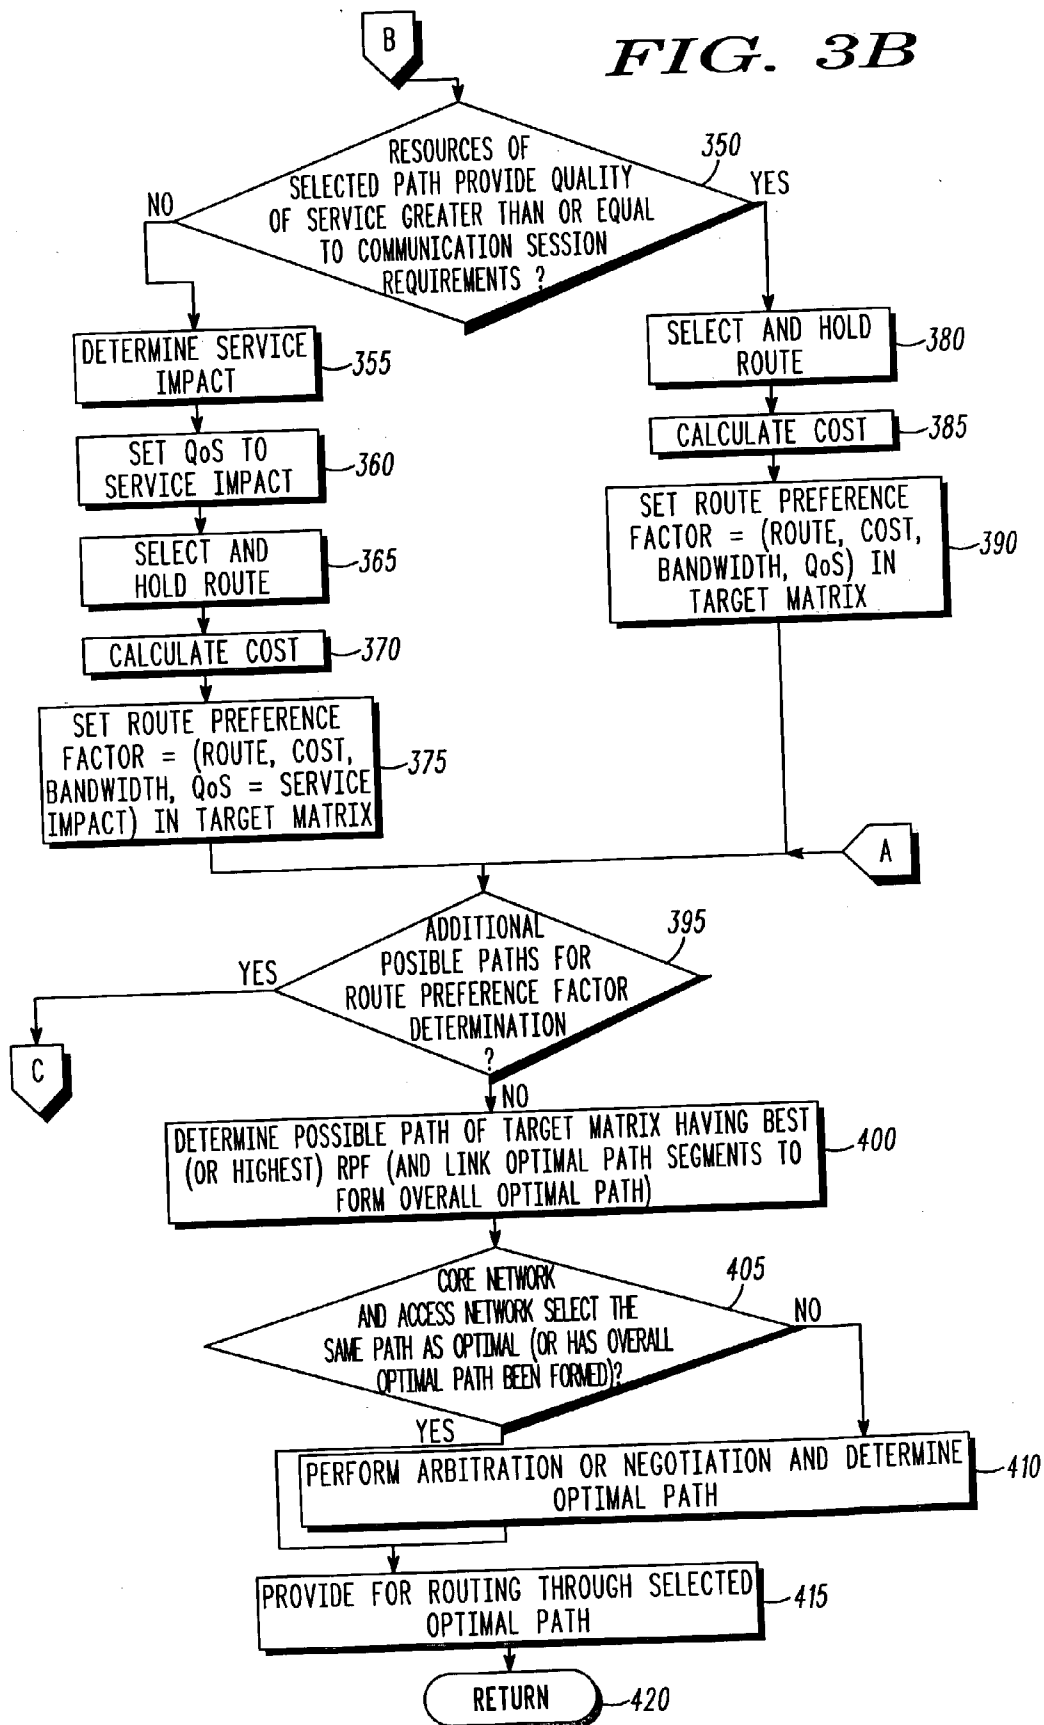 B
FIG. 3B
RESOURCES OF
SELECTED PATH PROVIDE QUALITY
OF SERVICE GREATER THAN OR EQUAL
TO COMMUNICATION SESSION
REQUIREMENTS ?
350
NO
YES
DETERMINE SERVICE
IMPACT
355
SET QoS TO
SERVICE IMPACT
360
SELECT AND
HOLD ROUTE
365
CALCULATE COST
370
SET ROUTE PREFERENCE
FACTOR = (ROUTE, COST,
BANDWIDTH, QoS = SERVICE
IMPACT) IN TARGET MATRIX
375
SELECT AND HOLD
ROUTE
380
CALCULATE COST
385
SET ROUTE PREFERENCE
FACTOR = (ROUTE, COST,
BANDWIDTH, QoS) IN
TARGET MATRIX
390
A
ADDITIONAL
POSIBLE PATHS FOR
ROUTE PREFERENCE FACTOR
DETERMINATION
?
395
YES
C
NO
DETERMINE POSSIBLE PATH OF TARGET MATRIX HAVING BEST
(OR HIGHEST) RPF (AND LINK OPTIMAL PATH SEGMENTS TO
FORM OVERALL OPTIMAL PATH)
400
CORE NETWORK
AND ACCESS NETWORK SELECT THE
SAME PATH AS OPTIMAL (OR HAS OVERALL
OPTIMAL PATH BEEN FORMED)?
405
NO
YES
PERFORM ARBITRATION OR NEGOTIATION AND DETERMINE
OPTIMAL PATH
410
PROVIDE FOR ROUTING THROUGH SELECTED
OPTIMAL PATH
415
RETURN
420